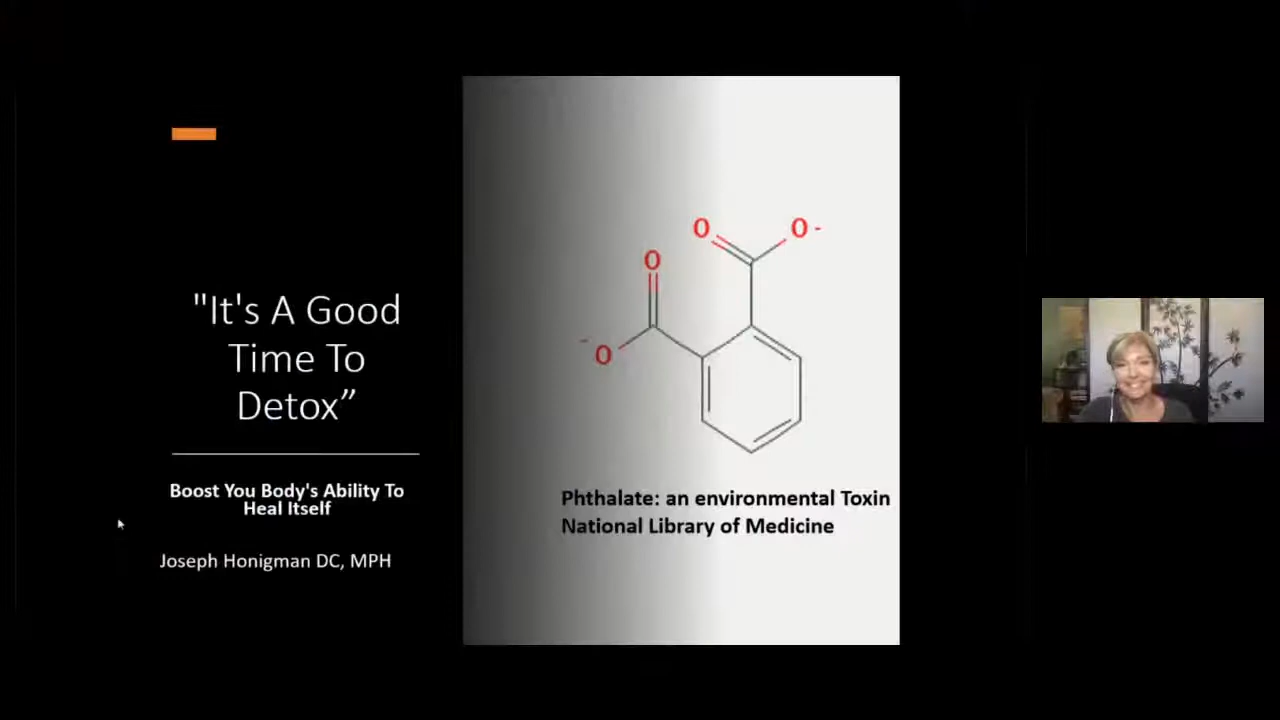 "It's A Good
Time To
Detox”
Boost You Body's Ability To
Heal Itself
Joseph Honigman DC, MPH
O
O -
O
- O
Phthalate: an environmental Toxin
National Library of Medicine